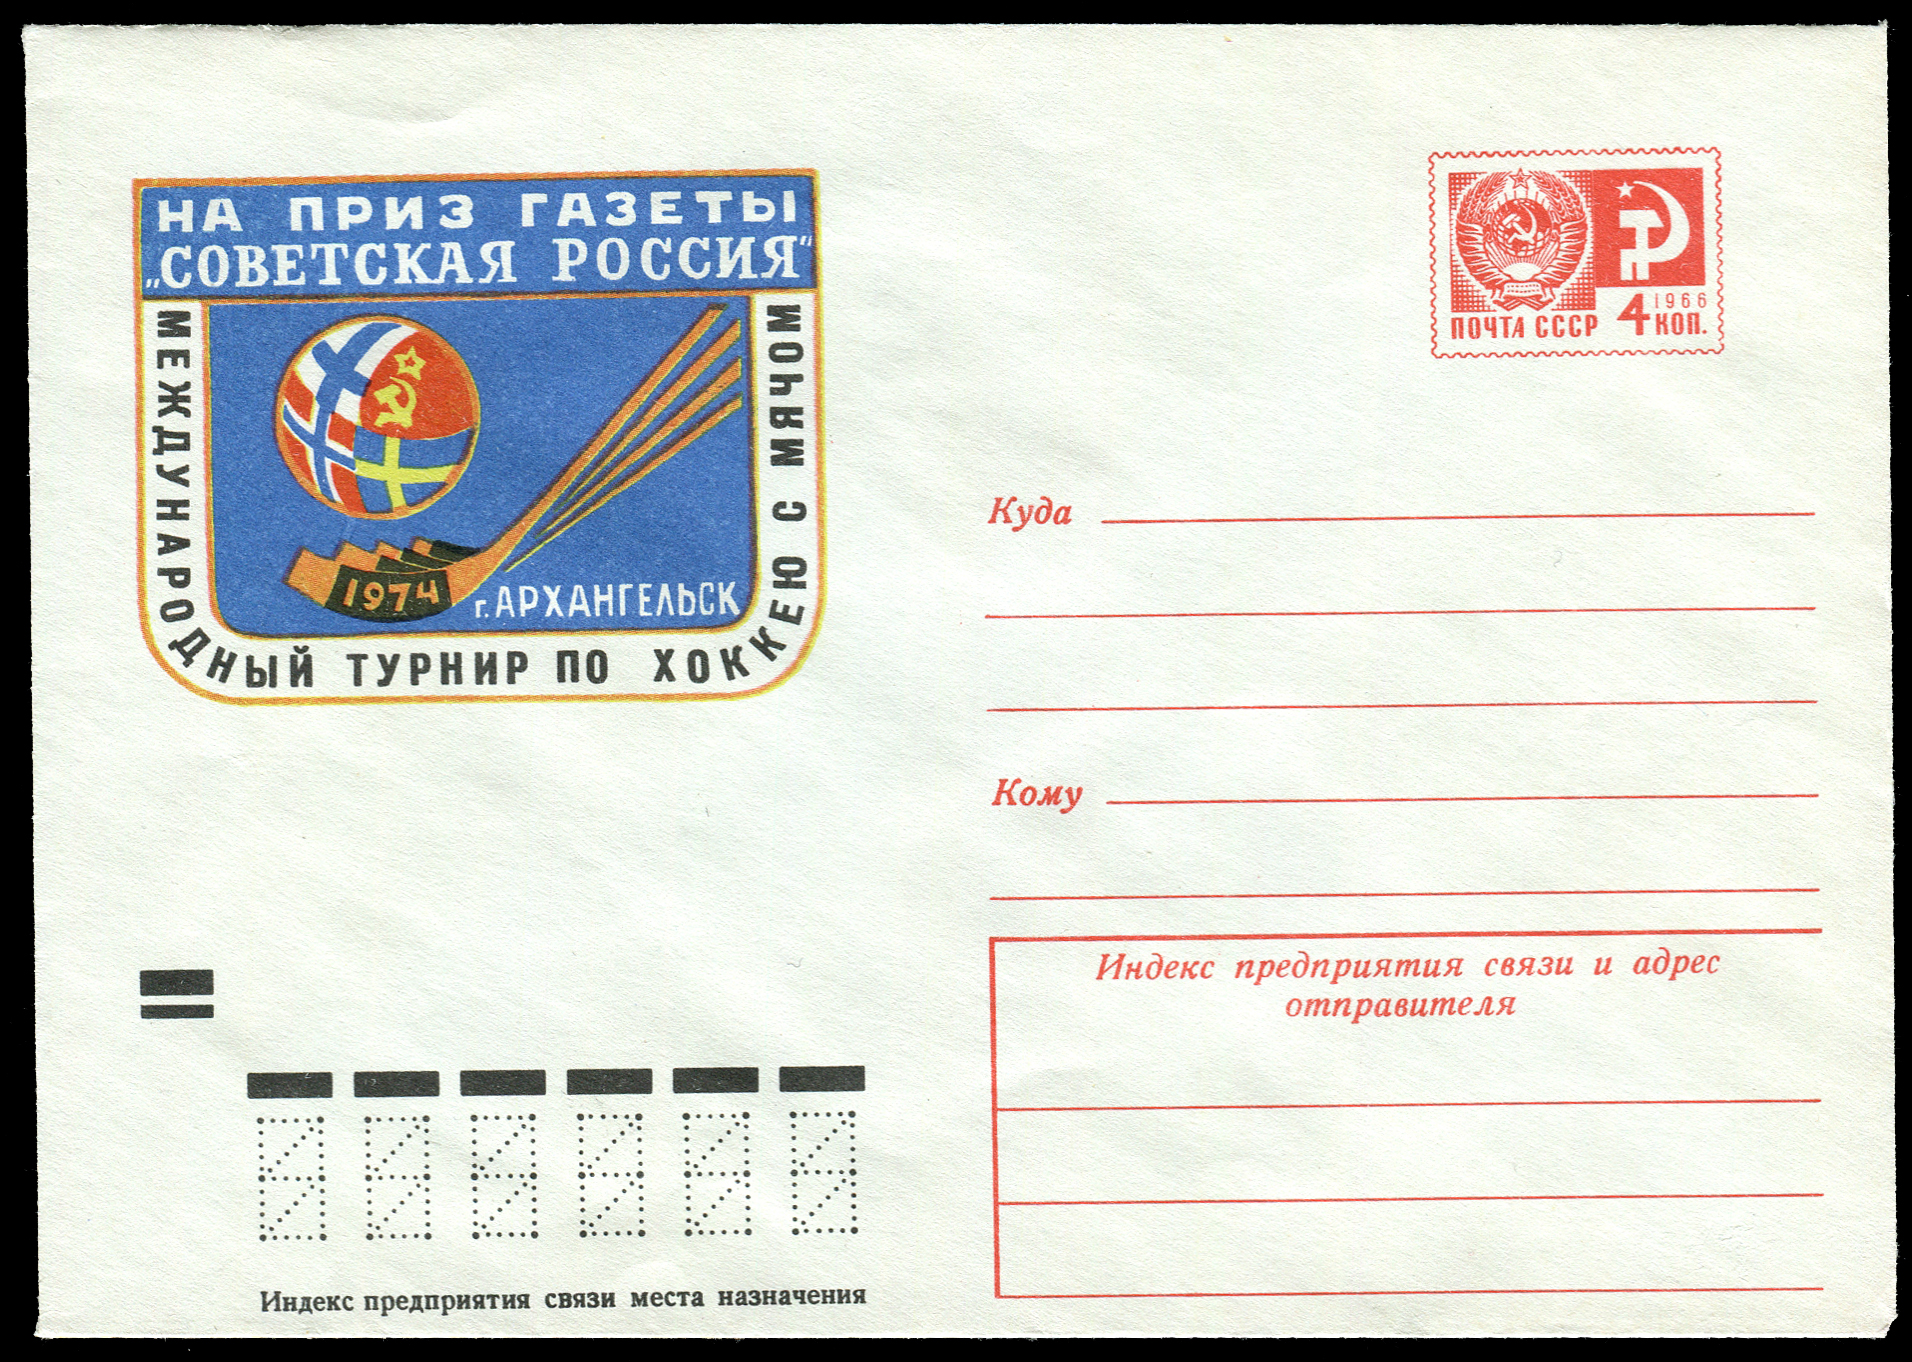 НА ПРИЗ ГАЗЕТЫ
„СОВЕТСКАЯ РОССИЯ“
МЕЖДУНАРОДНЫЙ ТУРНИР ПО ХОККЕЮ С МЯЧОМ
1974
г. АРХАНГЕЛЬСК
1966
ПОЧТА СССР 4 КОП.
Куда
Кому
Индекс предприятия связи и адрес
отправителя
Индекс предприятия связи места назначения